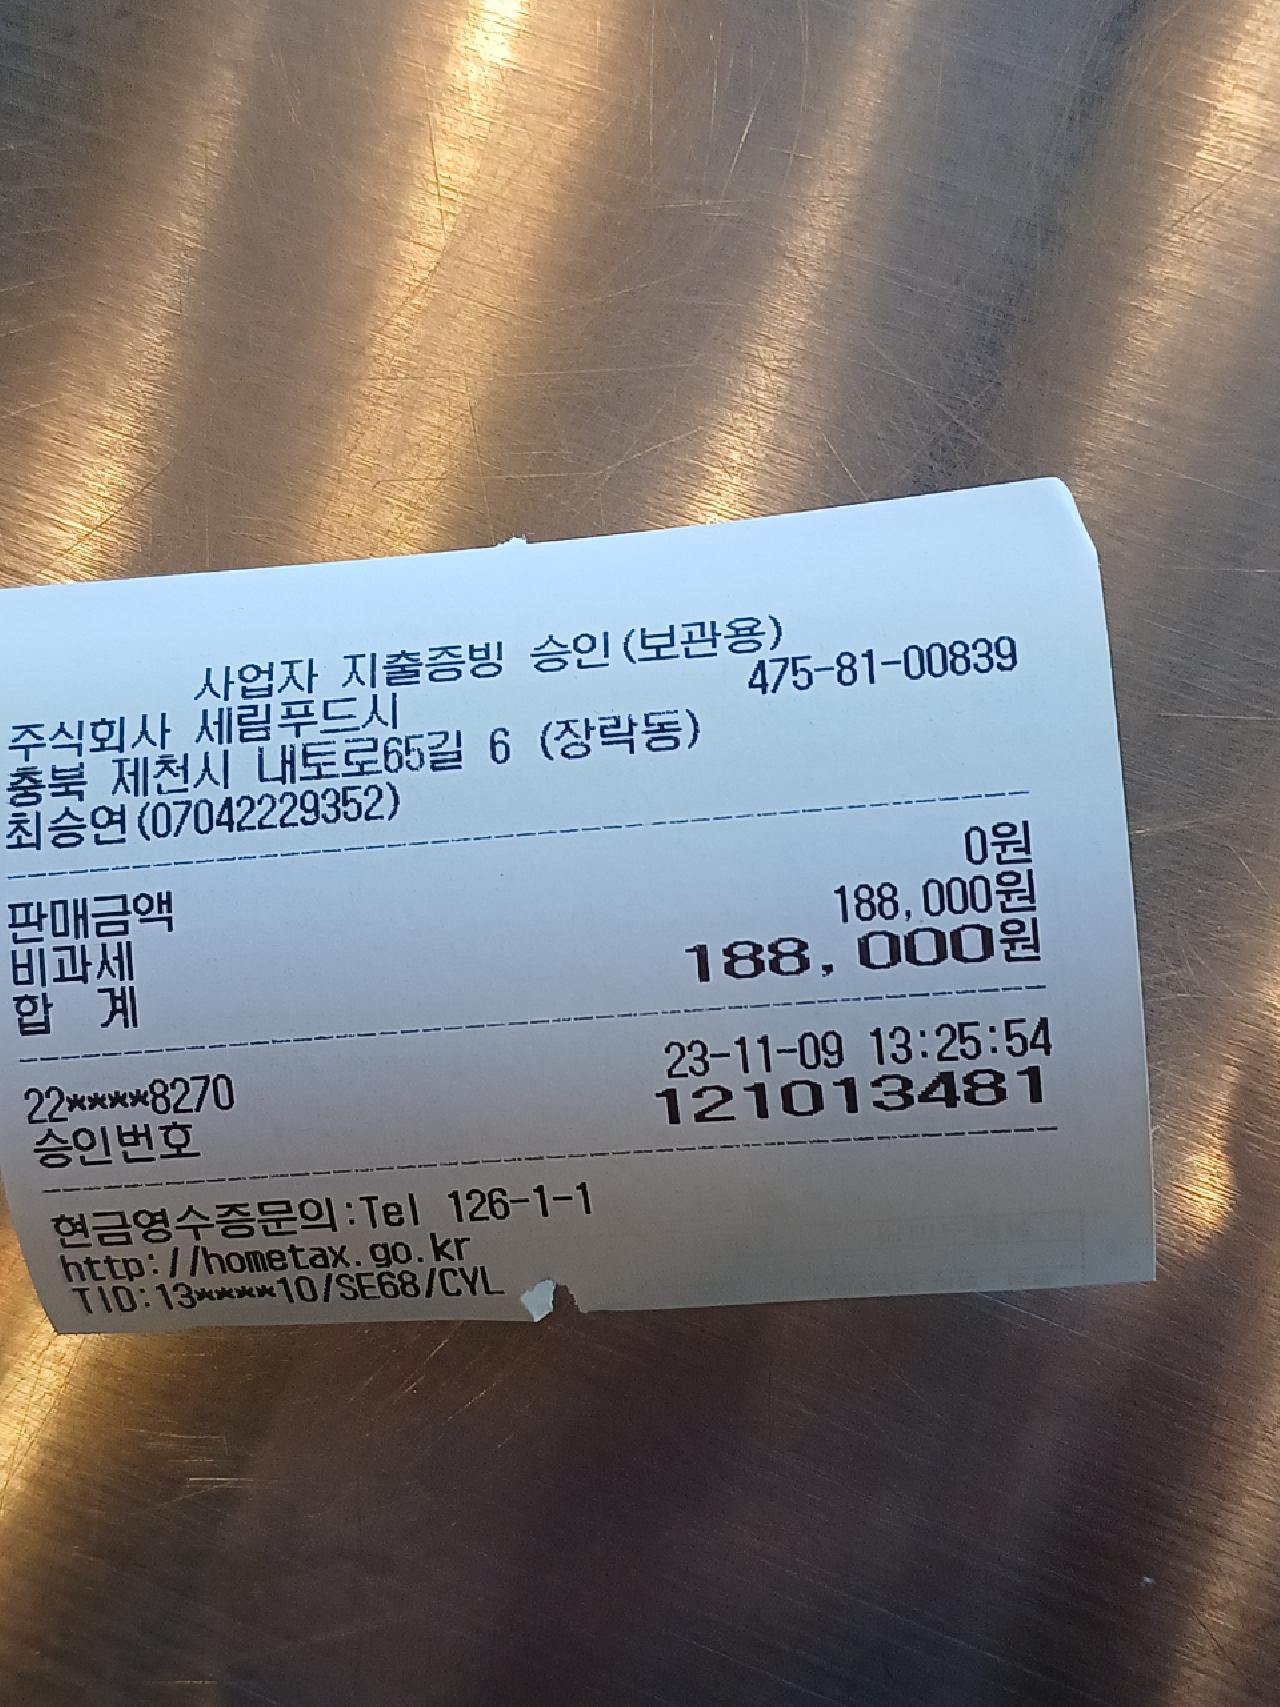 사업자 지출증빙 승인(보관용)
주식회사 세림푸드시 475-81-00839
충북 제천시 내토로65길 6 (장락동)
최승연(07042229352)
판매금액 0원
비과세 188,000원
합 계 188,000원
22****8270 23-11-09 13:25:54
승인번호 121013481
현금영수증문의:Tel 126-1-1
http://hometax.go.kr
TID:13****10/SE68/CYL